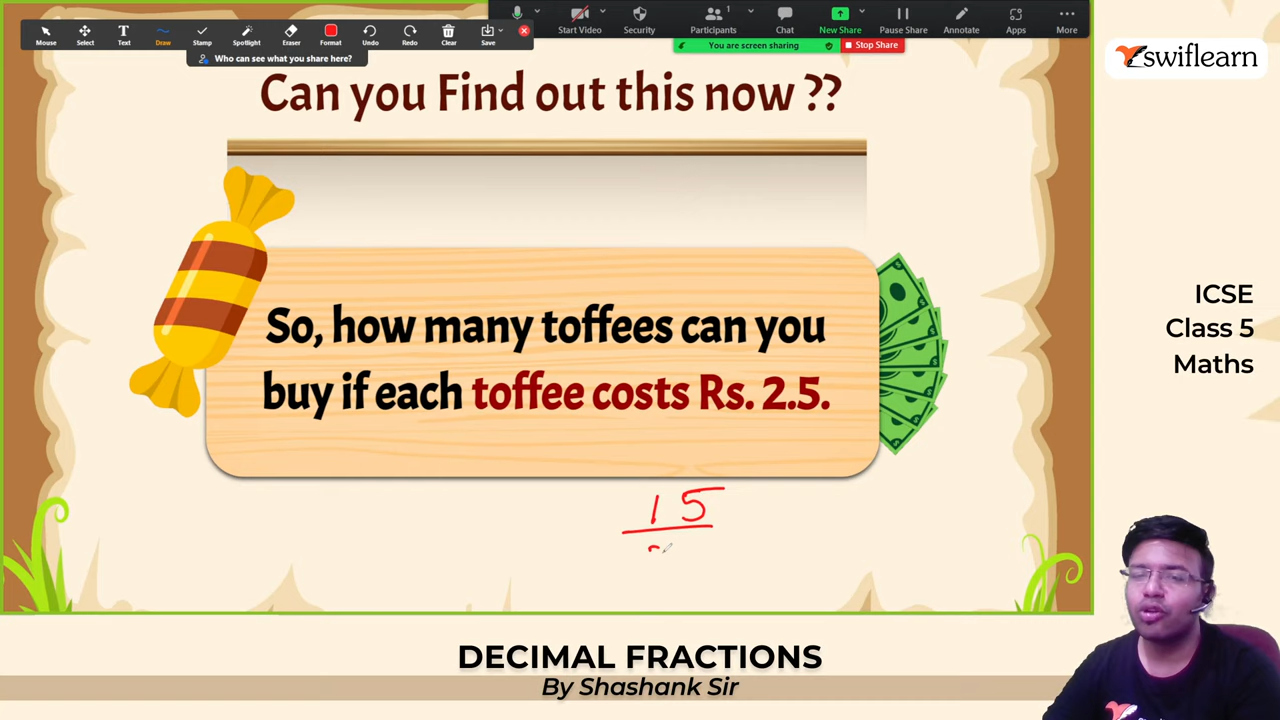 Mouse Select Text Draw Stamp Spotlight Eraser Format Undo Redo Clear Save
Start Video Security Participants 1 Chat New Share Pause Share Annotate Apps More
You are screen sharing Stop Share
Who can see what you share here?
swiflearn
Can you Find out this now ??
So, how many toffees can you
buy if each toffee costs Rs. 2.5.
15
ICSE
Class 5
Maths
DECIMAL FRACTIONS
By Shashank Sir